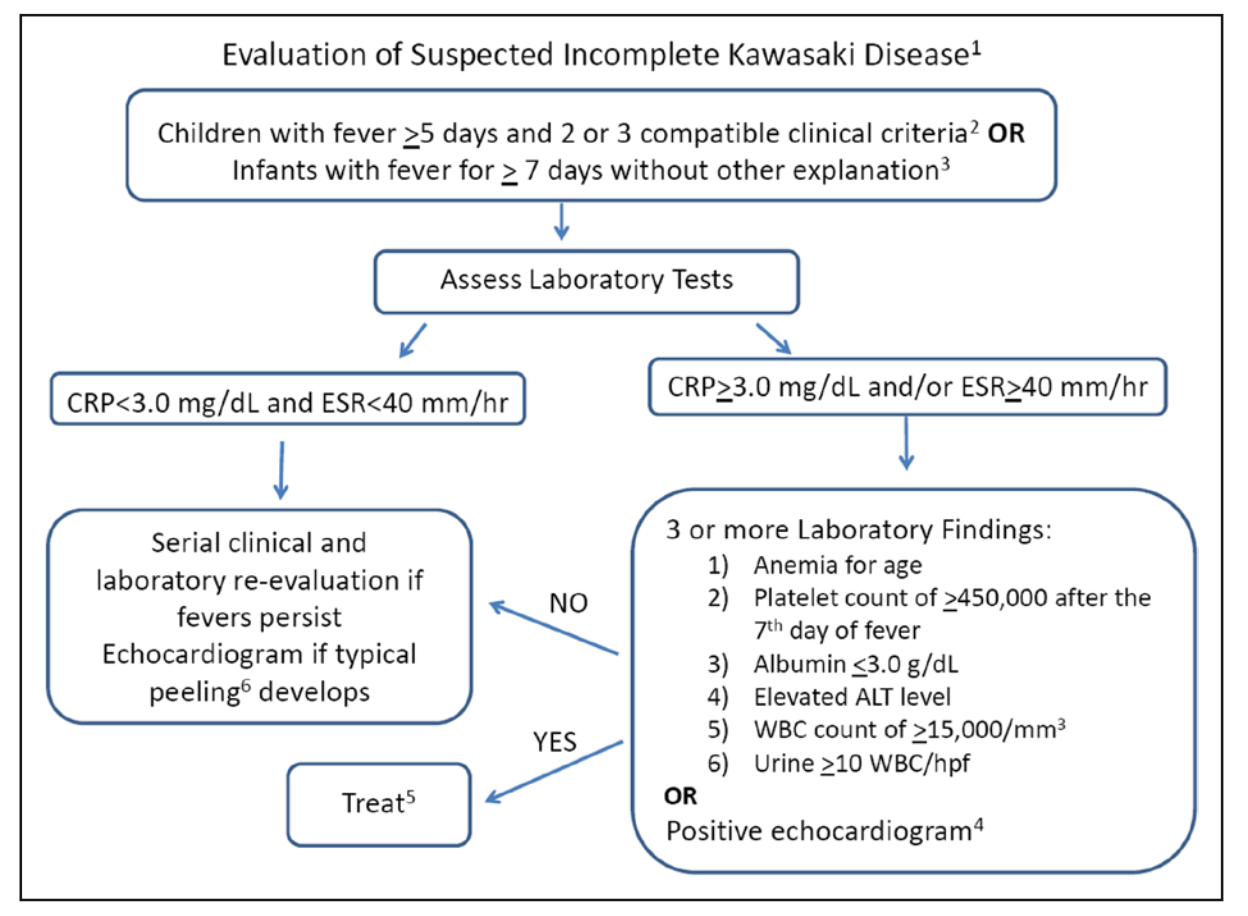 Evaluation of Suspected Incomplete Kawasaki Disease¹
Children with fever ≥5 days and 2 or 3 compatible clinical criteria² OR
Infants with fever for ≥ 7 days without other explanation³
Assess Laboratory Tests
CRP<3.0 mg/dL and ESR<40 mm/hr
CRP≥3.0 mg/dL and/or ESR≥40 mm/hr
Serial clinical and
laboratory re-evaluation if
fevers persist
Echocardiogram if typical
peeling⁶ develops
NO
YES
Treat⁵
3 or more Laboratory Findings:
1) Anemia for age
2) Platelet count of ≥450,000 after the
7th day of fever
3) Albumin ≤3.0 g/dL
4) Elevated ALT level
5) WBC count of ≥15,000/mm³
6) Urine ≥10 WBC/hpf
OR
Positive echocardiogram⁴